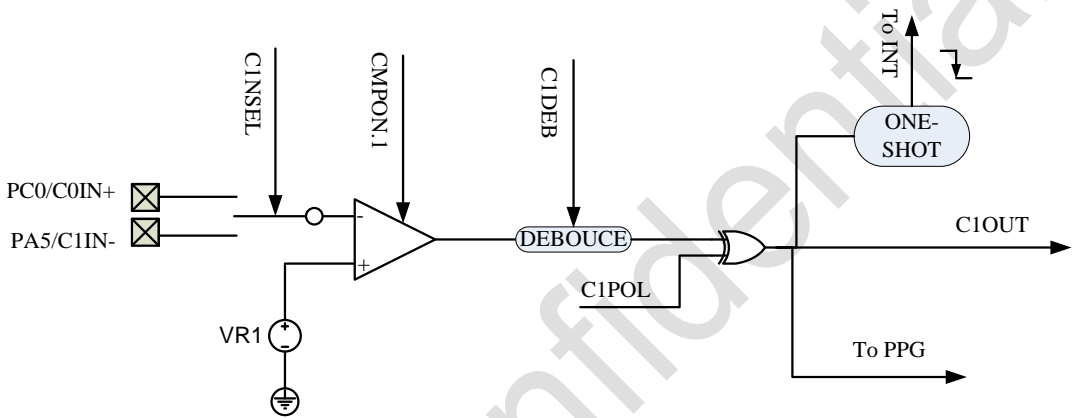 To INT
C1NSEL
CMPON.1
C1DEB
ONE-
SHOT
PC0/C0IN+
PA5/C1IN-
-
+
DEBOUCE
C1OUT
C1POL
VR1
+
-
To PPG